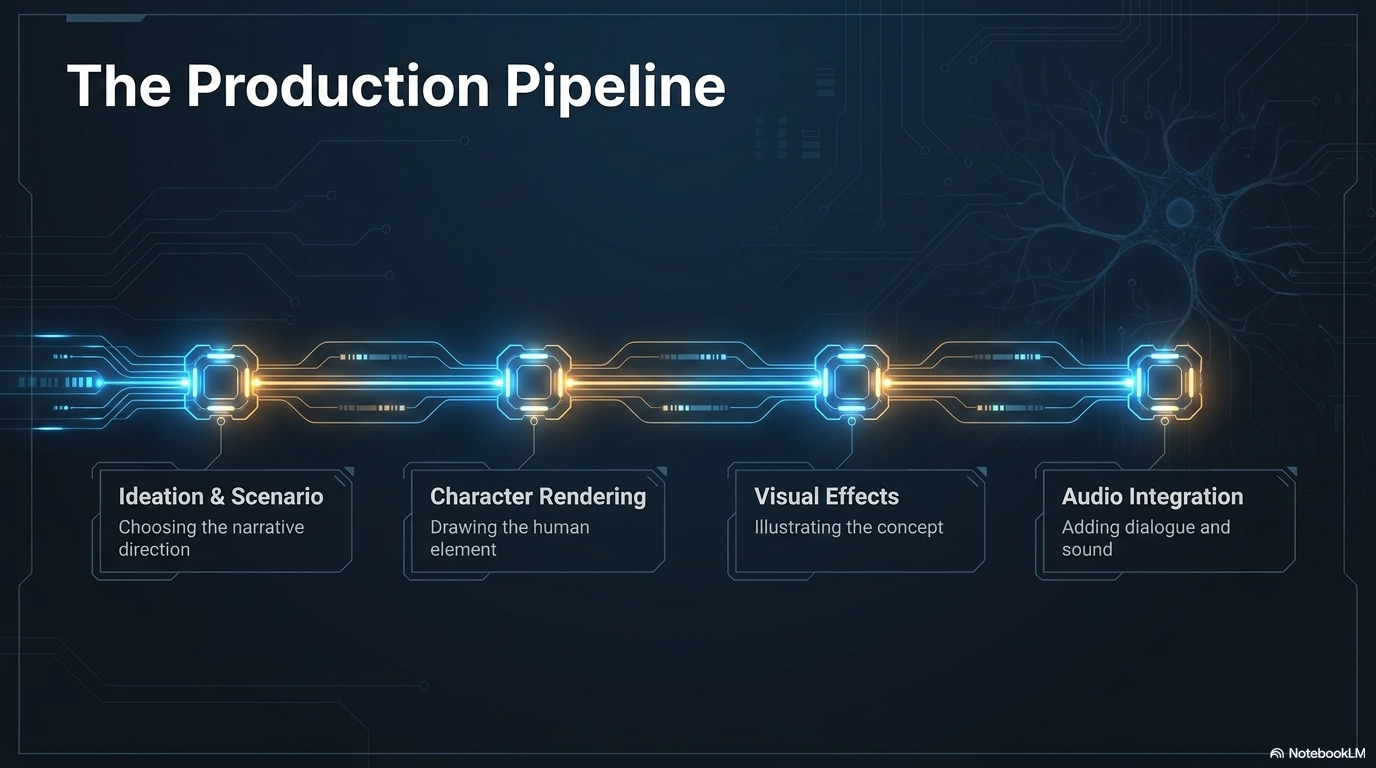 The Production Pipeline
Ideation & Scenario
Choosing the narrative
direction
Character Rendering
Drawing the human
element
Visual Effects
Illustrating the concept
Audio Integration
Adding dialogue and
sound
NotebookLM